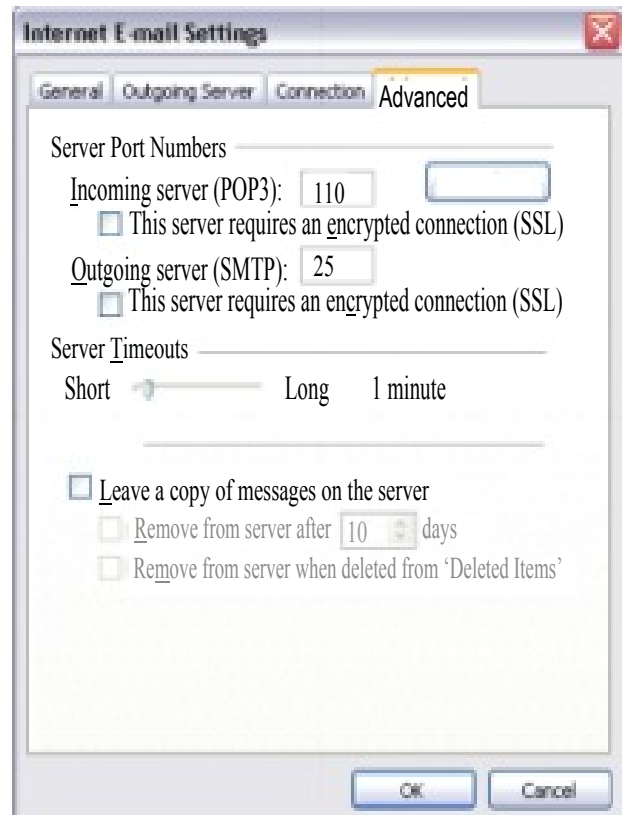 Internet E-mail Settings
General Outgoing Server Connection Advanced
Server Port Numbers
Incoming server (POP3): 110
This server requires an encrypted connection (SSL)
Outgoing server (SMTP): 25
This server requires an encrypted connection (SSL)
Server Timeouts
Short Long 1 minute
Leave a copy of messages on the server
Remove from server after 10 days
Remove from server when deleted from ‘Deleted Items’
OK Cancel